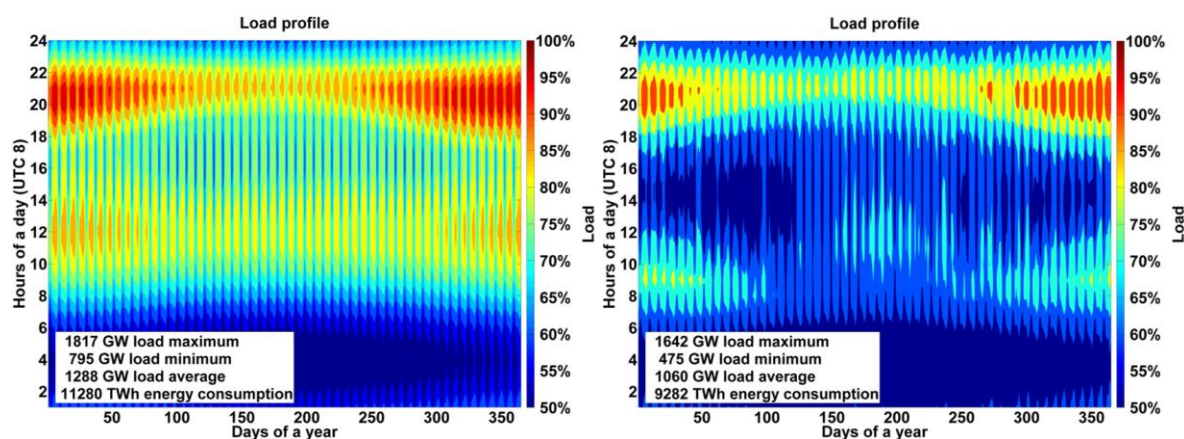 Load profile
24
22
20
18
16
14
12
10
8
6
4
2
Hours of a day (UTC 8)
1817 GW load maximum
795 GW load minimum
1288 GW load average
11280 TWh energy consumption
50 100 150 200 250 300 350
Days of a year
100%
95%
90%
85%
80%
75%
70%
65%
60%
55%
50%
Load
Load profile
24
22
20
18
16
14
12
10
8
6
4
2
Hours of a day (UTC 8)
1642 GW load maximum
475 GW load minimum
1060 GW load average
9282 TWh energy consumption
50 100 150 200 250 300 350
Days of a year
100%
95%
90%
85%
80%
75%
70%
65%
60%
55%
50%
Load